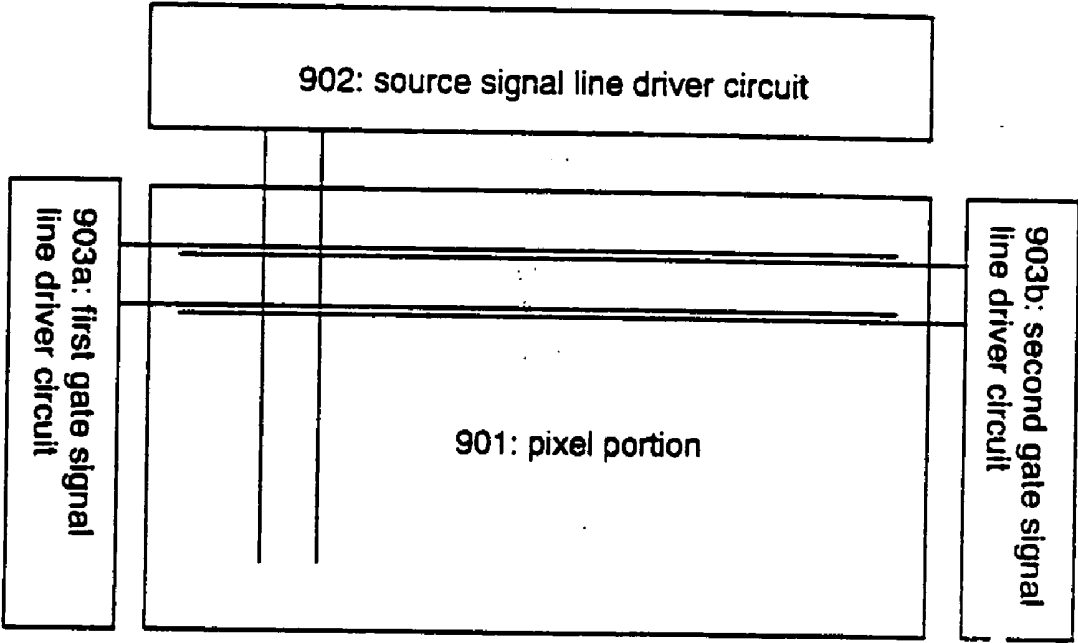 902: source signal line driver circuit
903a: first gate signal
line driver circuit
903b: second gate signal
line driver circuit
901: pixel portion